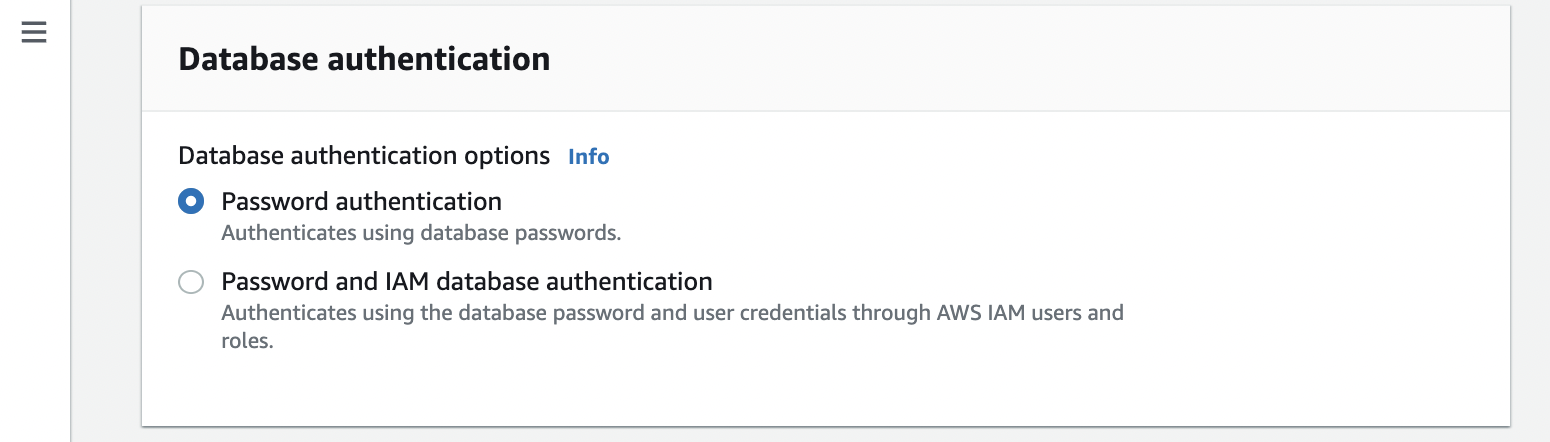 Database authentication
Database authentication options Info
Password authentication
Authenticates using database passwords.
Password and IAM database authentication
Authenticates using the database password and user credentials through AWS IAM users and
roles.